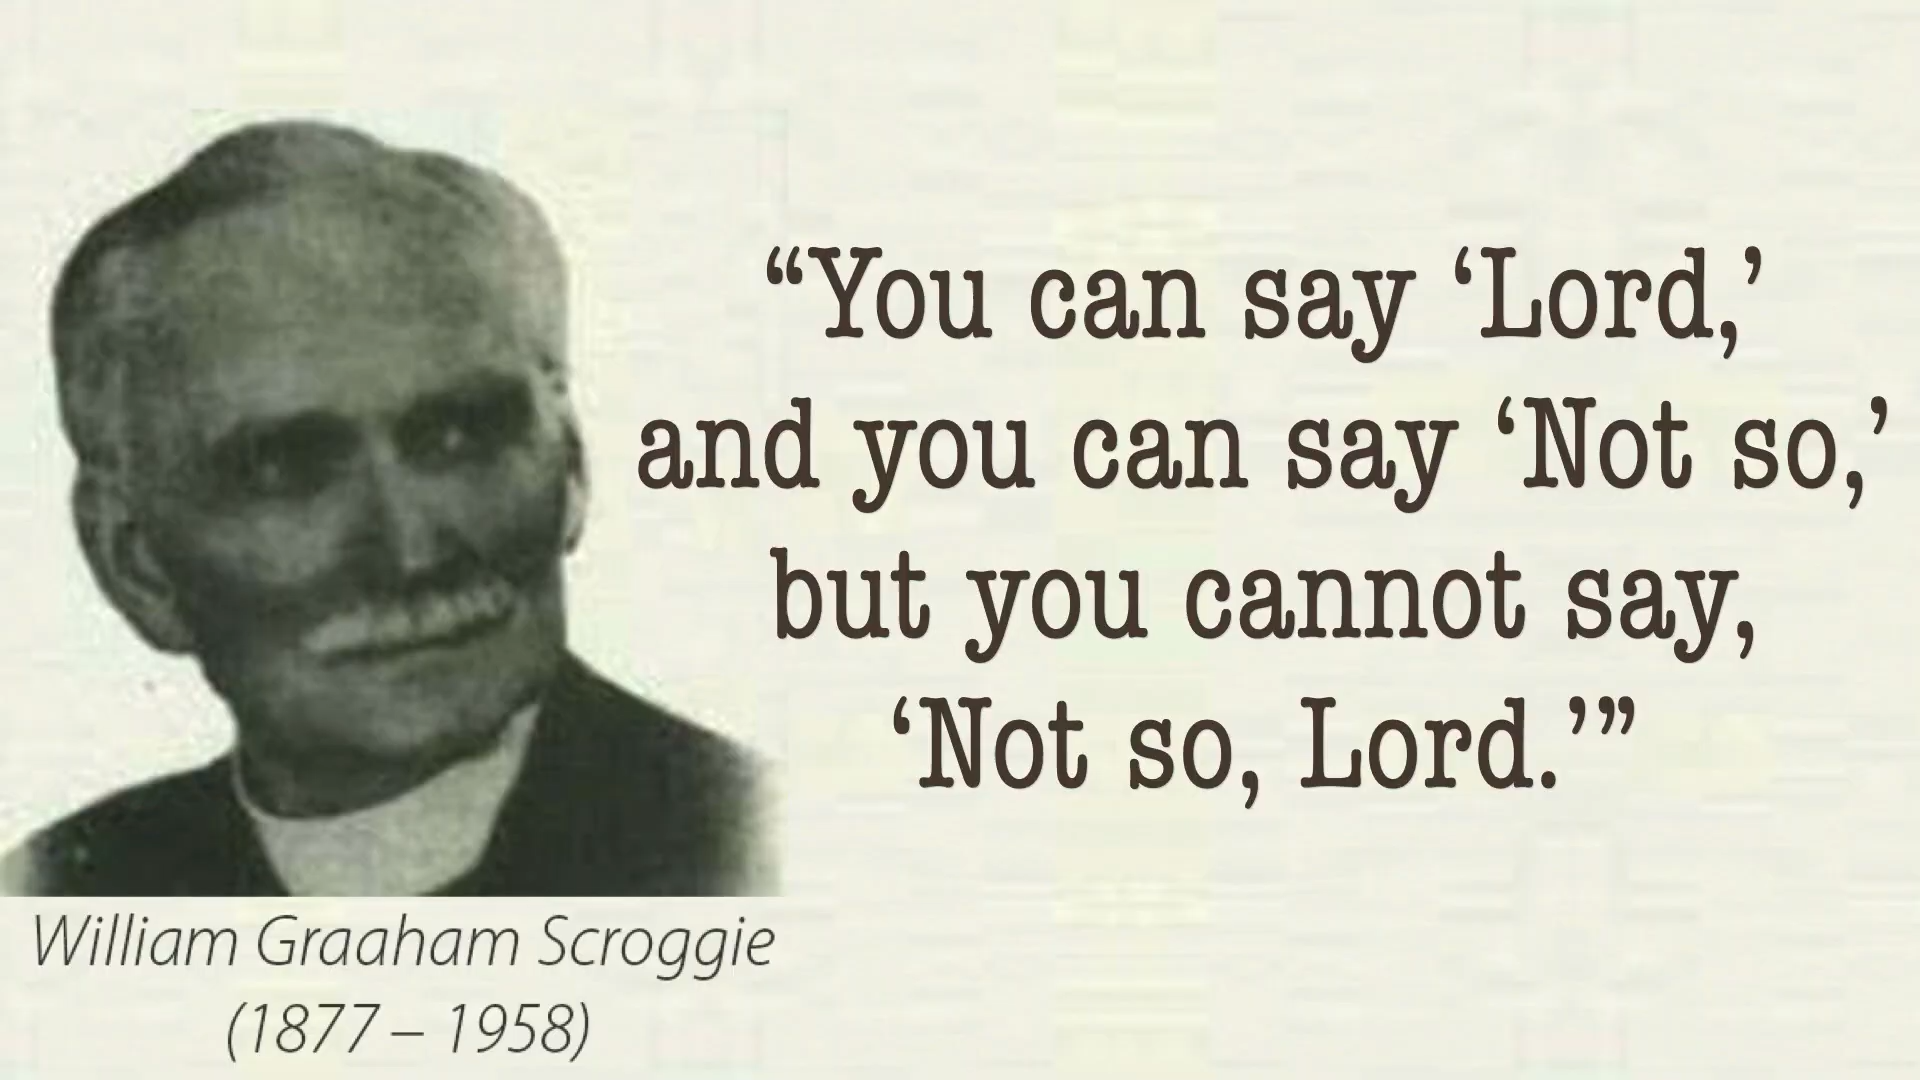 “You can say ‘Lord,’
and you can say ‘Not so,’
but you cannot say,
‘Not so, Lord.’”
William Graaham Scroggie
(1877 – 1958)